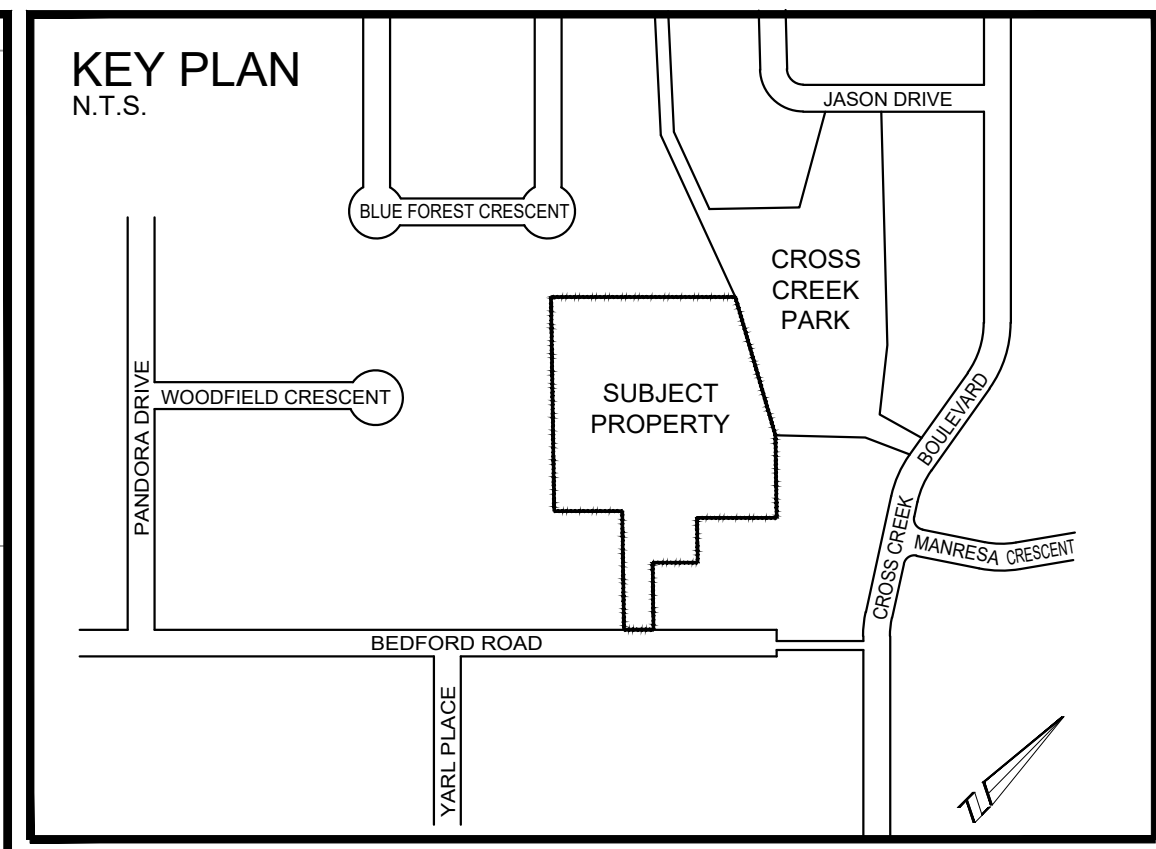 KEY PLAN
N.T.S.
JASON DRIVE
BLUE FOREST CRESCENT
CROSS
CREEK
PARK
PANDORA DRIVE
WOODFIELD CRESCENT
SUBJECT
PROPERTY
CROSS CREEK BOULEVARD
MANRESA CRESCENT
BEDFORD ROAD
YARL PLACE
N